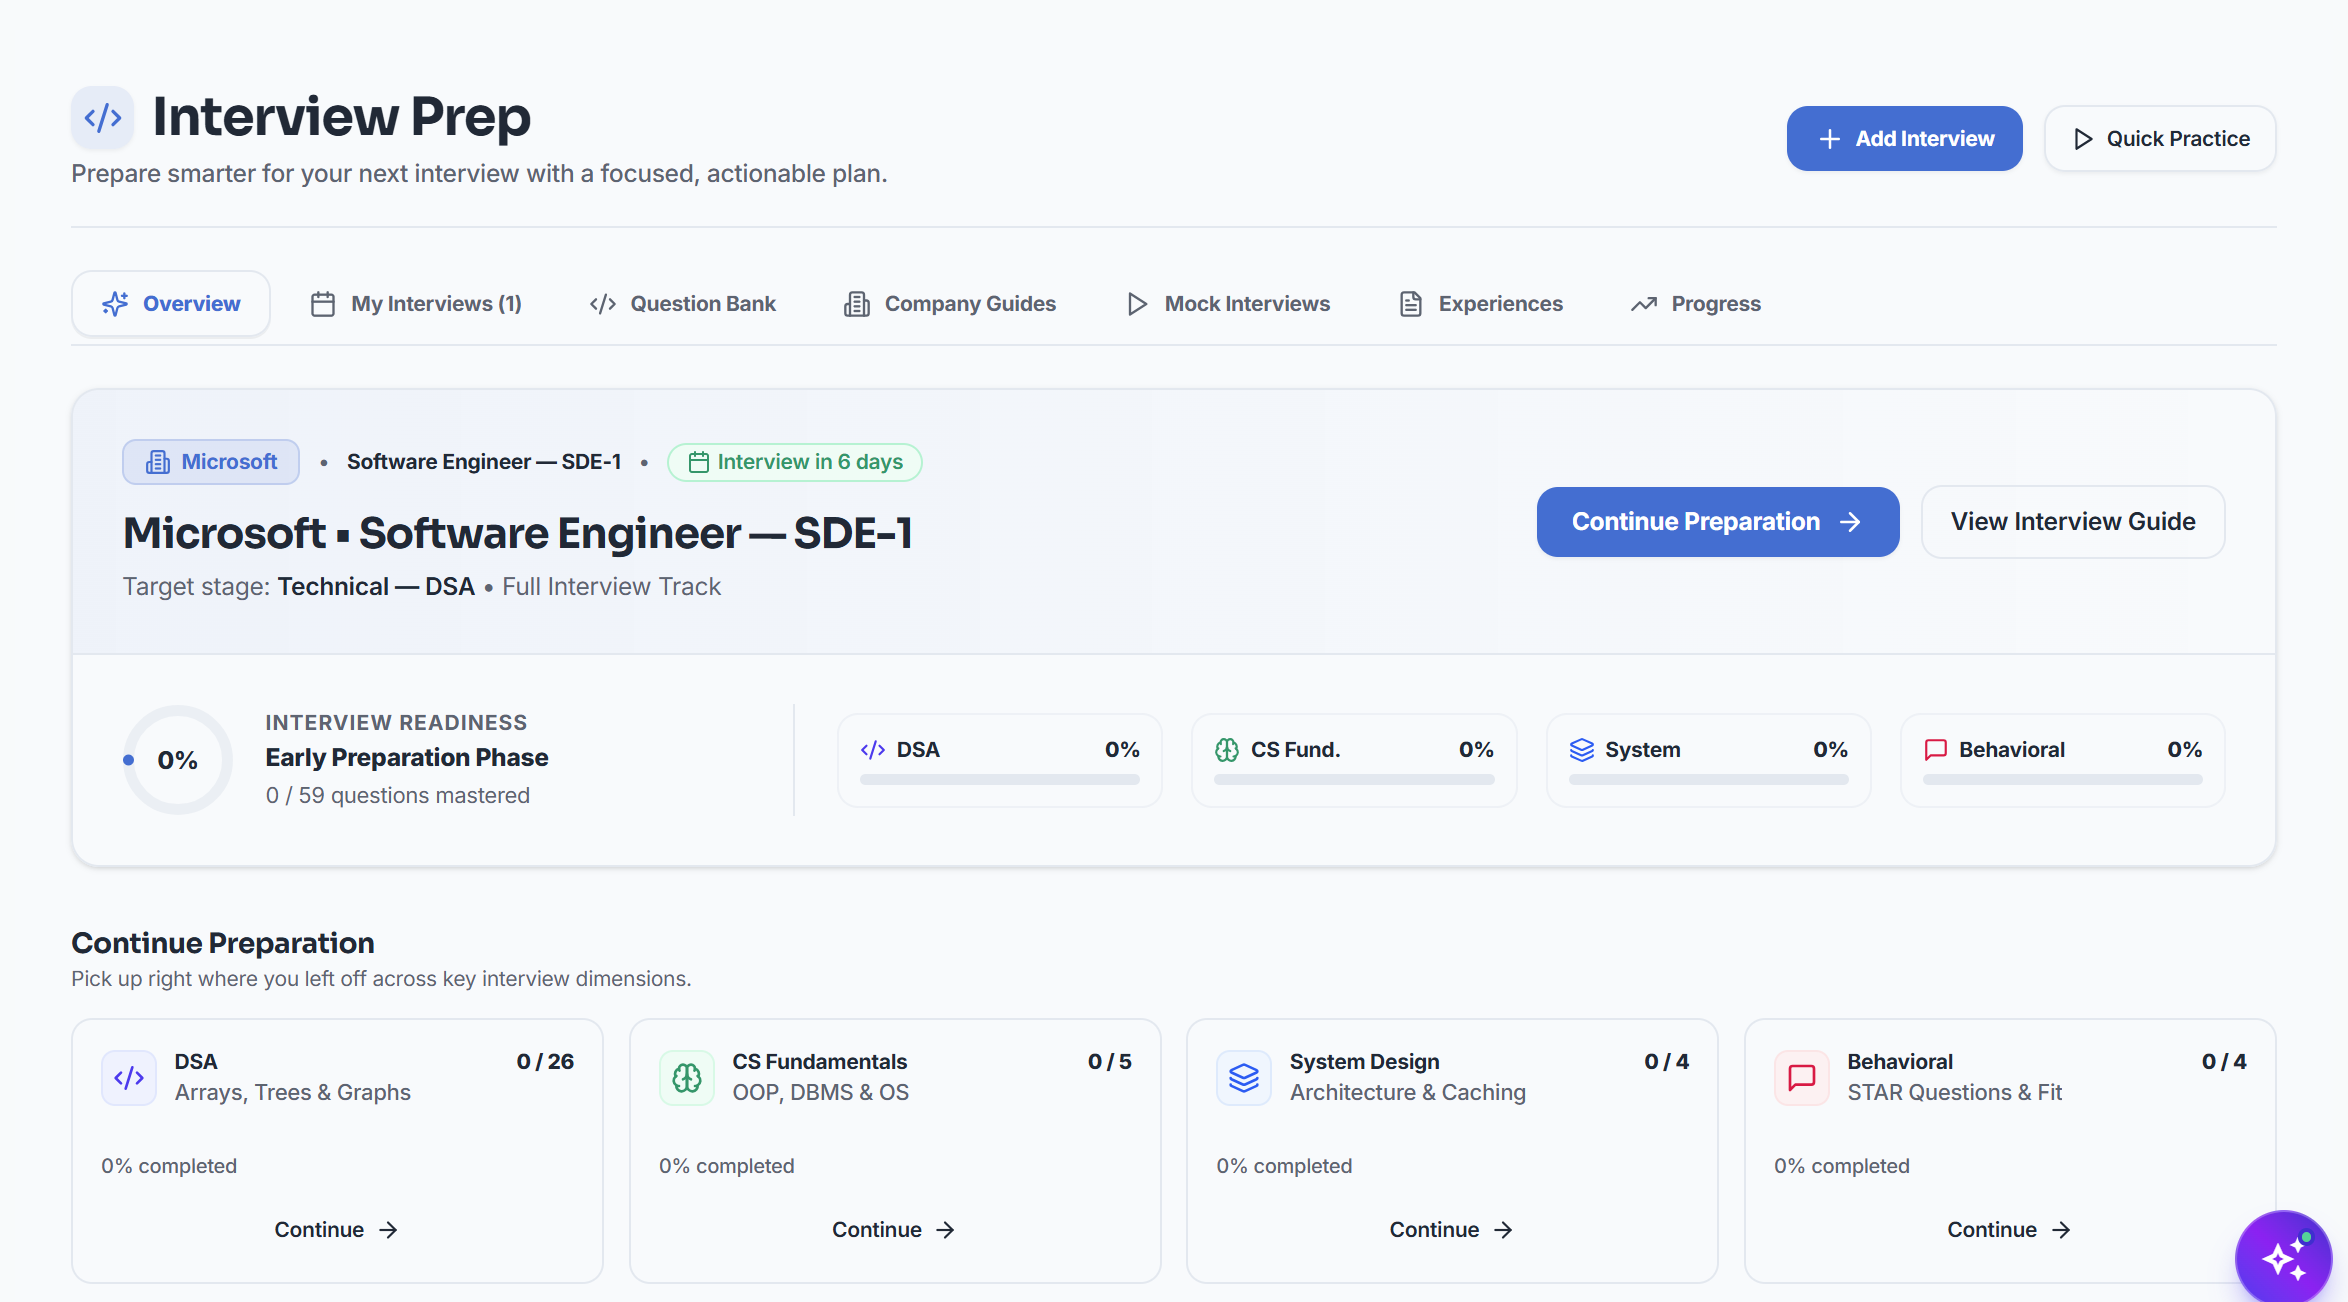 Interview Prep
Prepare smarter for your next interview with a focused, actionable plan.
Add Interview
Quick Practice
Overview
My Interviews (1)
Question Bank
Company Guides
Mock Interviews
Experiences
Progress
Microsoft • Software Engineer — SDE-1 • Interview in 6 days
Microsoft ▪ Software Engineer — SDE-1
Target stage: Technical — DSA • Full Interview Track
Continue Preparation
View Interview Guide
0%
INTERVIEW READINESS
Early Preparation Phase
0 / 59 questions mastered
DSA 0%
CS Fund. 0%
System 0%
Behavioral 0%
Continue Preparation
Pick up right where you left off across key interview dimensions.
DSA 0 / 26
Arrays, Trees & Graphs
0% completed
Continue
CS Fundamentals 0 / 5
OOP, DBMS & OS
0% completed
Continue
System Design 0 / 4
Architecture & Caching
0% completed
Continue
Behavioral 0 / 4
STAR Questions & Fit
0% completed
Continue